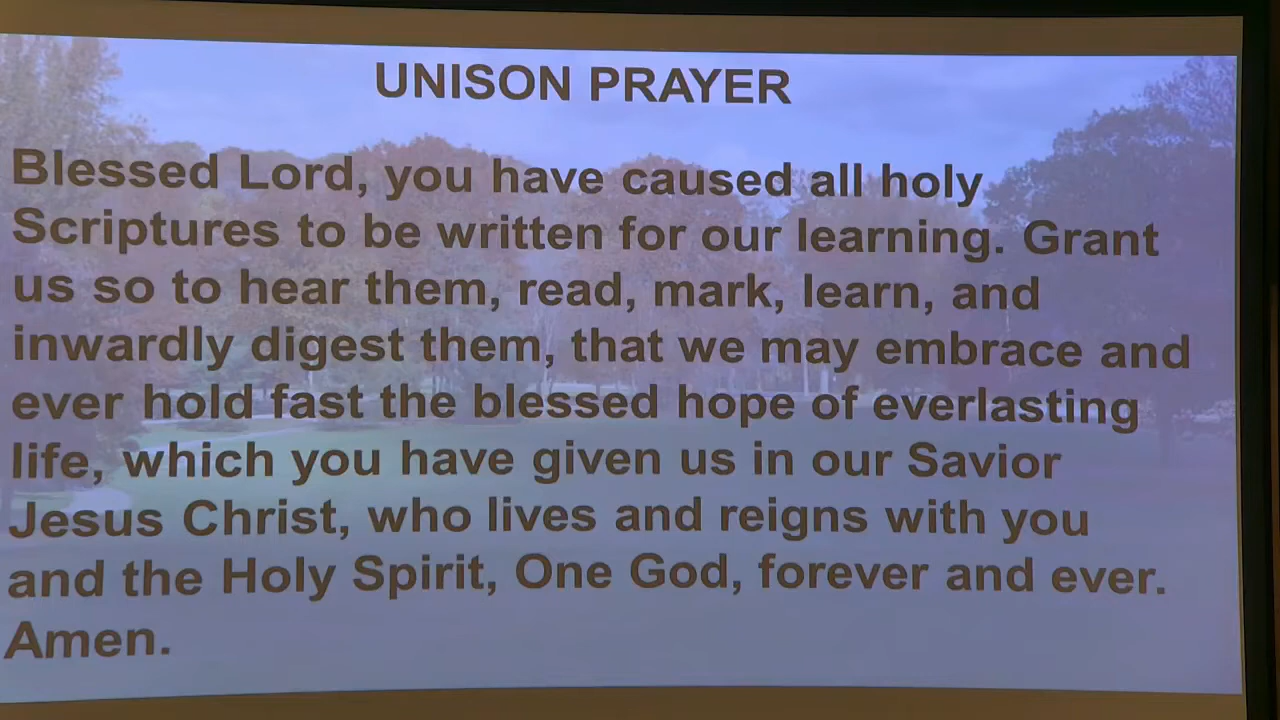 UNISON PRAYER
Blessed Lord, you have caused all holy
Scriptures to be written for our learning. Grant
us so to hear them, read, mark, learn, and
inwardly digest them, that we may embrace and
ever hold fast the blessed hope of everlasting
life, which you have given us in our Savior
Jesus Christ, who lives and reigns with you
and the Holy Spirit, One God, forever and ever.
Amen.